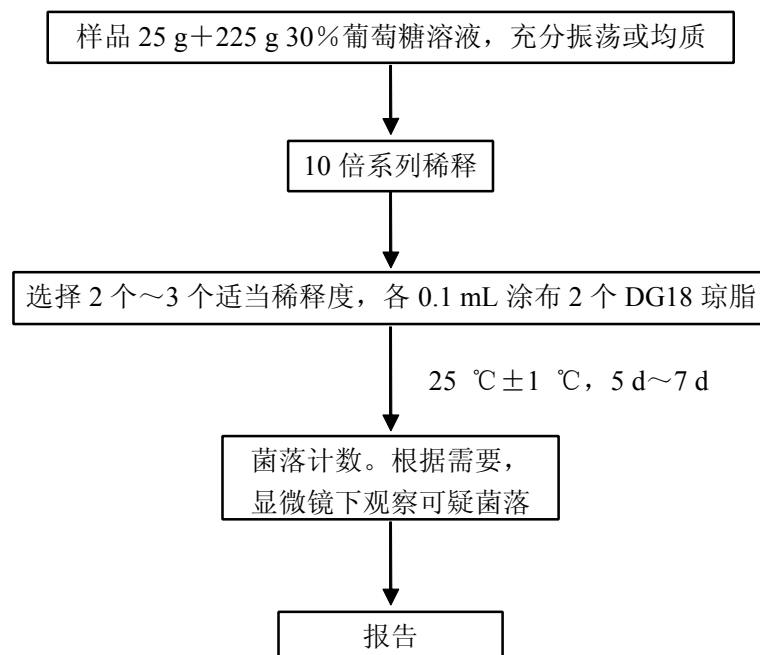 样品 25 g＋225 g 30％葡萄糖溶液，充分振荡或均质
10 倍系列稀释
选择 2 个～3 个适当稀释度，各 0.1 mL 涂布 2 个 DG18 琼脂
25 ℃±1 ℃，5 d～7 d
菌落计数。根据需要，
显微镜下观察可疑菌落
报告